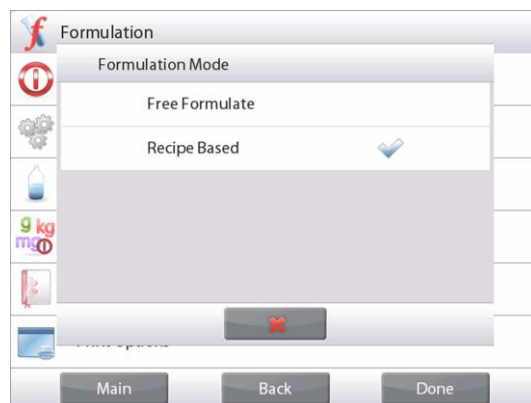 Formulation
Formulation Mode
Free Formulate
Recipe Based
g kg
mg
Main
Back
Done